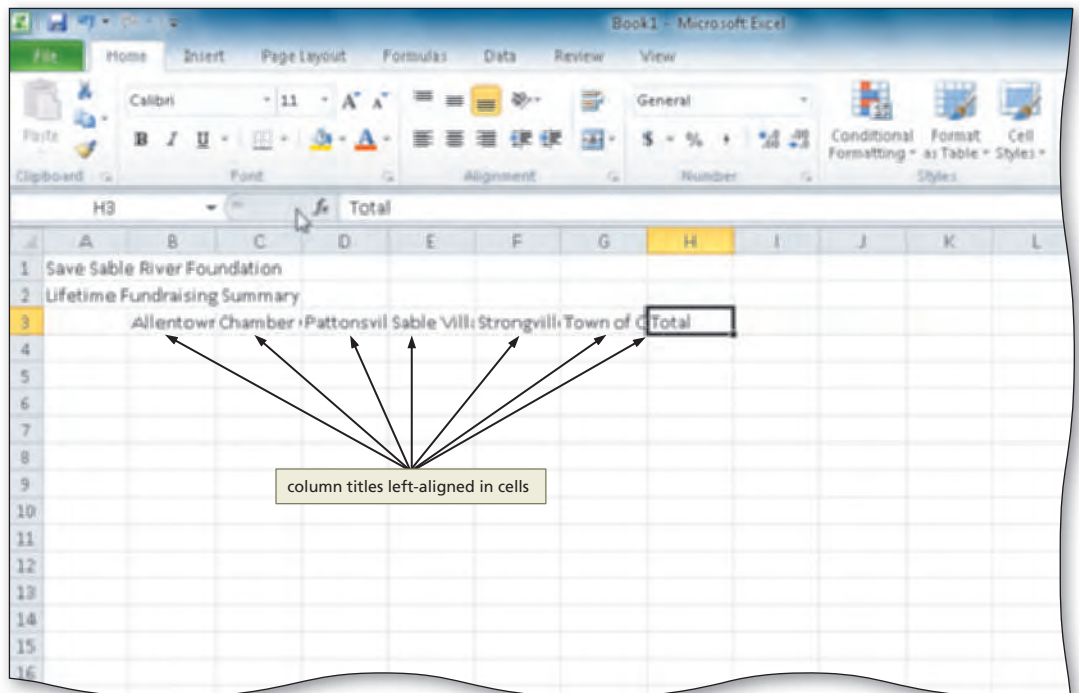 Book1 - Microsoft Excel
File Home Insert Page Layout Formulas Data Review View
Paste
Calibri 11 A A General
B I U A $ % , Conditional Formatting Format as Table Cell Styles
Clipboard Font Alignment Number Styles
H3 fx Total
A B C D E F G H I J K L
1 Save Sable River Foundation
2 Lifetime Fundraising Summary
3 Allentowr Chamber Pattonsvil Sable Villa Strongvill Town of C Total
4
5
6
7
8
9
column titles left-aligned in cells
10
11
12
13
14
15
16